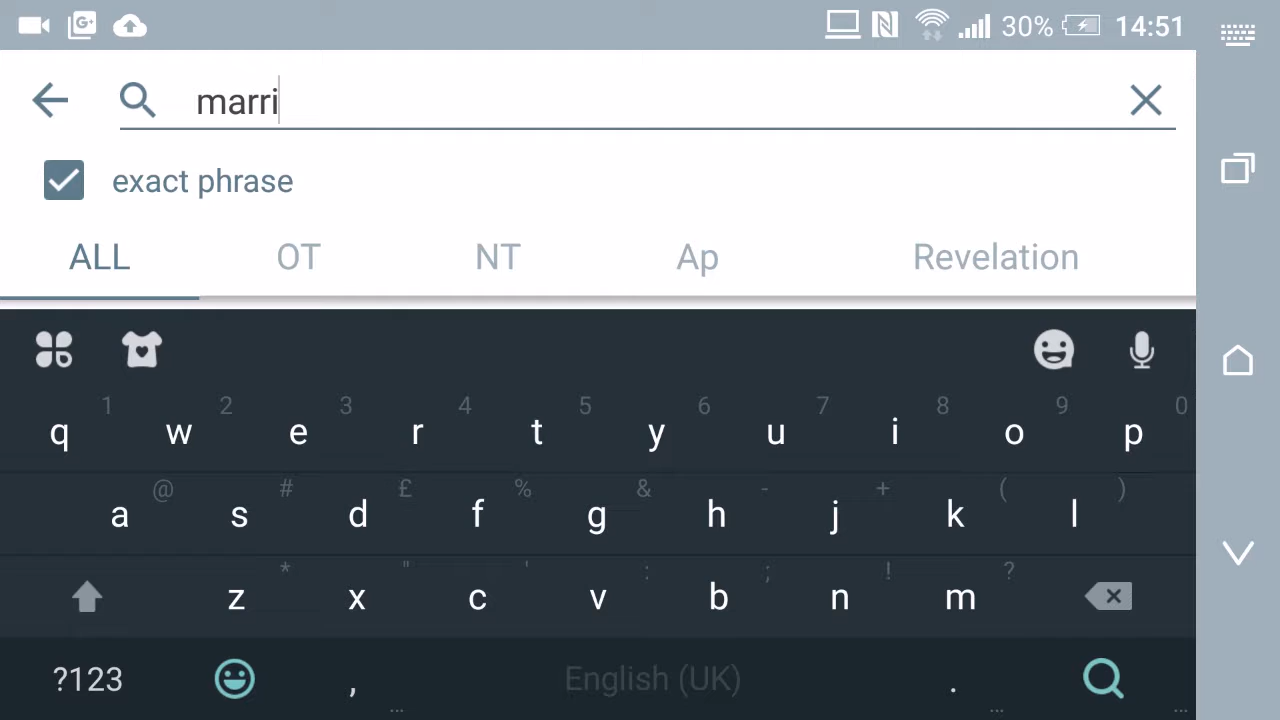 G+ 30% 14:51
marri
exact phrase
ALL OT NT Ap Revelation
1 2 3 4 5 6 7 8 9 0
q w e r t y u i o p
@ # £ % & - + ( )
a s d f g h j k l
* " ' : ; ! ?
z x c v b n m
?123 , English (UK) .
... ... ...